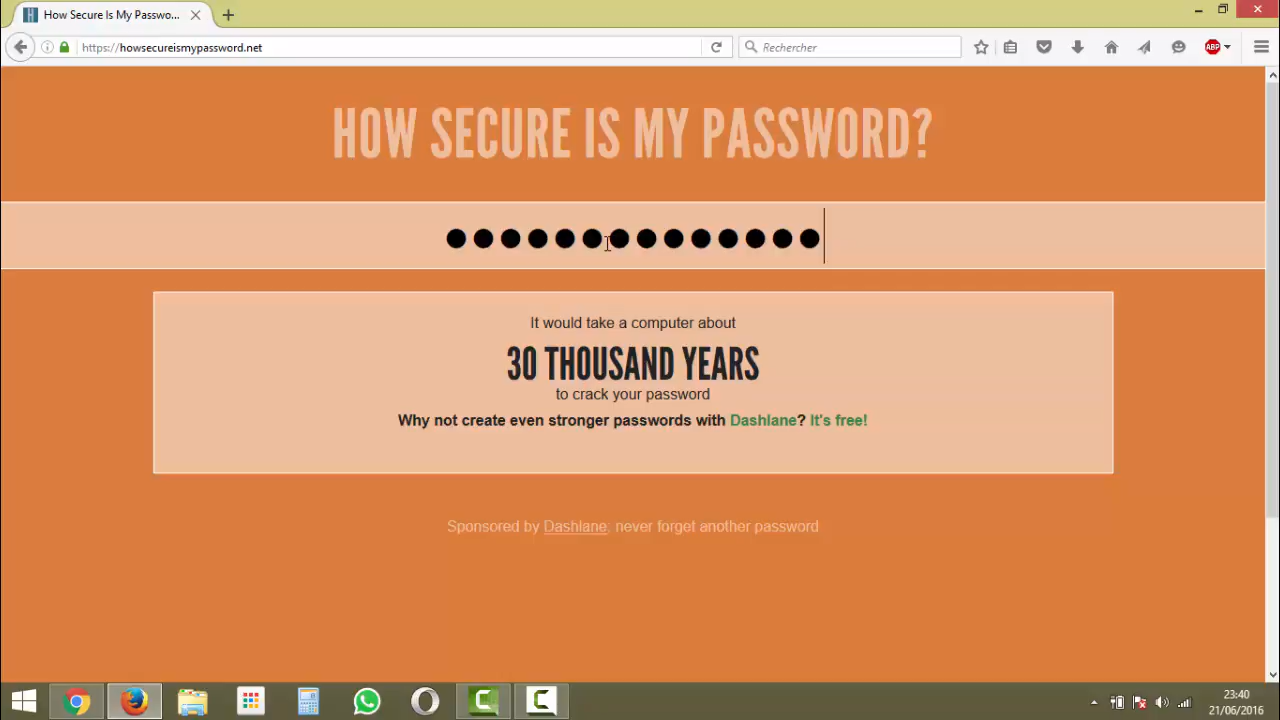 How Secure Is My Passwo...
https://howsecureismypassword.net
Rechercher
ABP
HOW SECURE IS MY PASSWORD?
It would take a computer about
30 THOUSAND YEARS
to crack your password
Why not create even stronger passwords with Dashlane? It's free!
Sponsored by Dashlane: never forget another password
23:40
21/06/2016